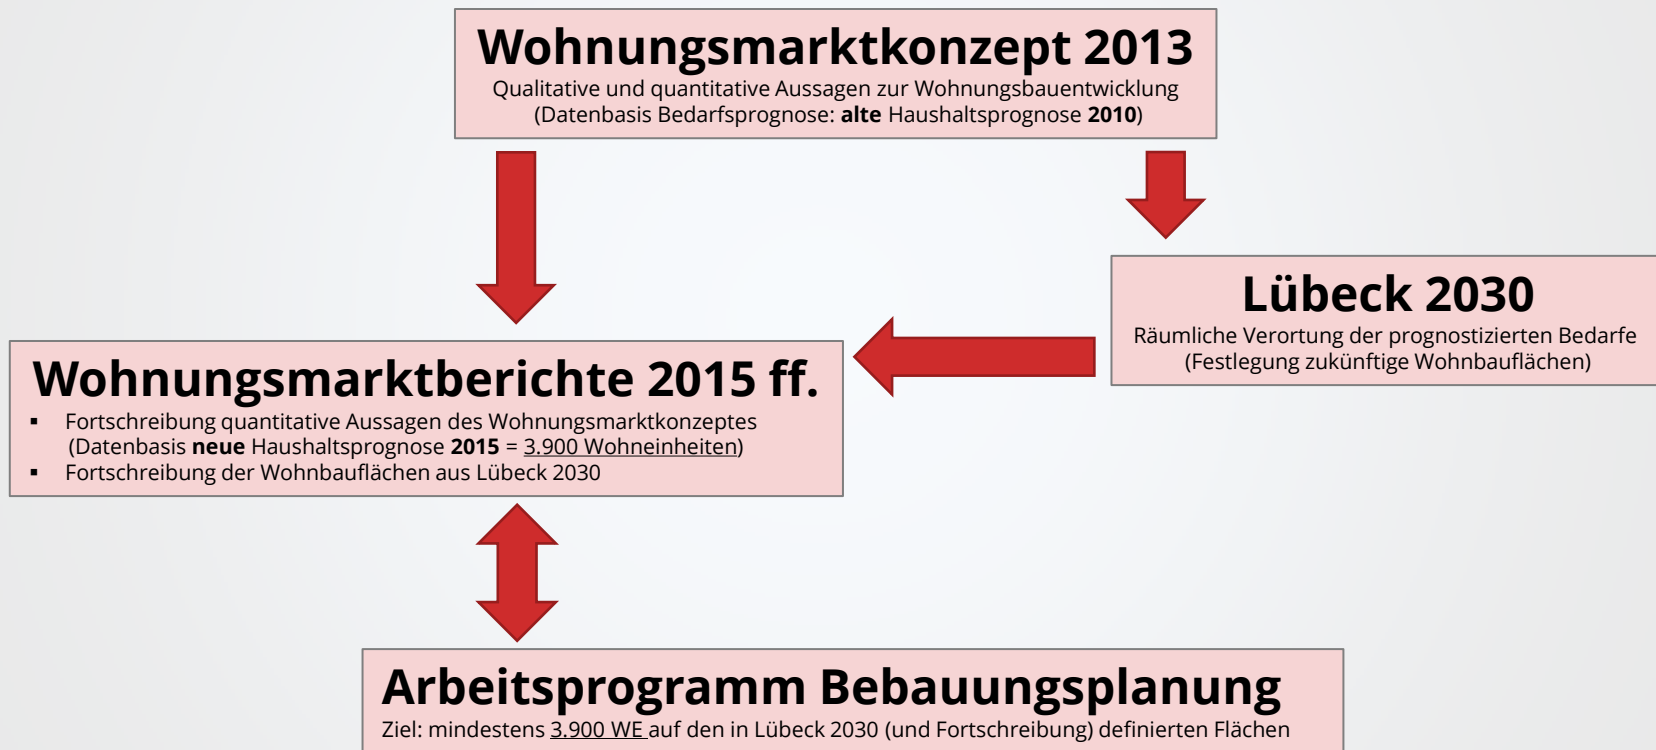 Wohnungsmarktkonzept 2013
Qualitative und quantitative Aussagen zur Wohnungsbauentwicklung
(Datenbasis Bedarfsprognose: alte Haushaltsprognose 2010)
Lübeck 2030
Räumliche Verortung der prognostizierten Bedarfe
(Festlegung zukünftige Wohnbauflächen)
Wohnungsmarktberichte 2015 ff.
▪ Fortschreibung quantitative Aussagen des Wohnungsmarktkonzeptes
(Datenbasis neue Haushaltsprognose 2015 = 3.900 Wohneinheiten)
▪ Fortschreibung der Wohnbauflächen aus Lübeck 2030
Arbeitsprogramm Bebauungsplanung
Ziel: mindestens 3.900 WE auf den in Lübeck 2030 (und Fortschreibung) definierten Flächen